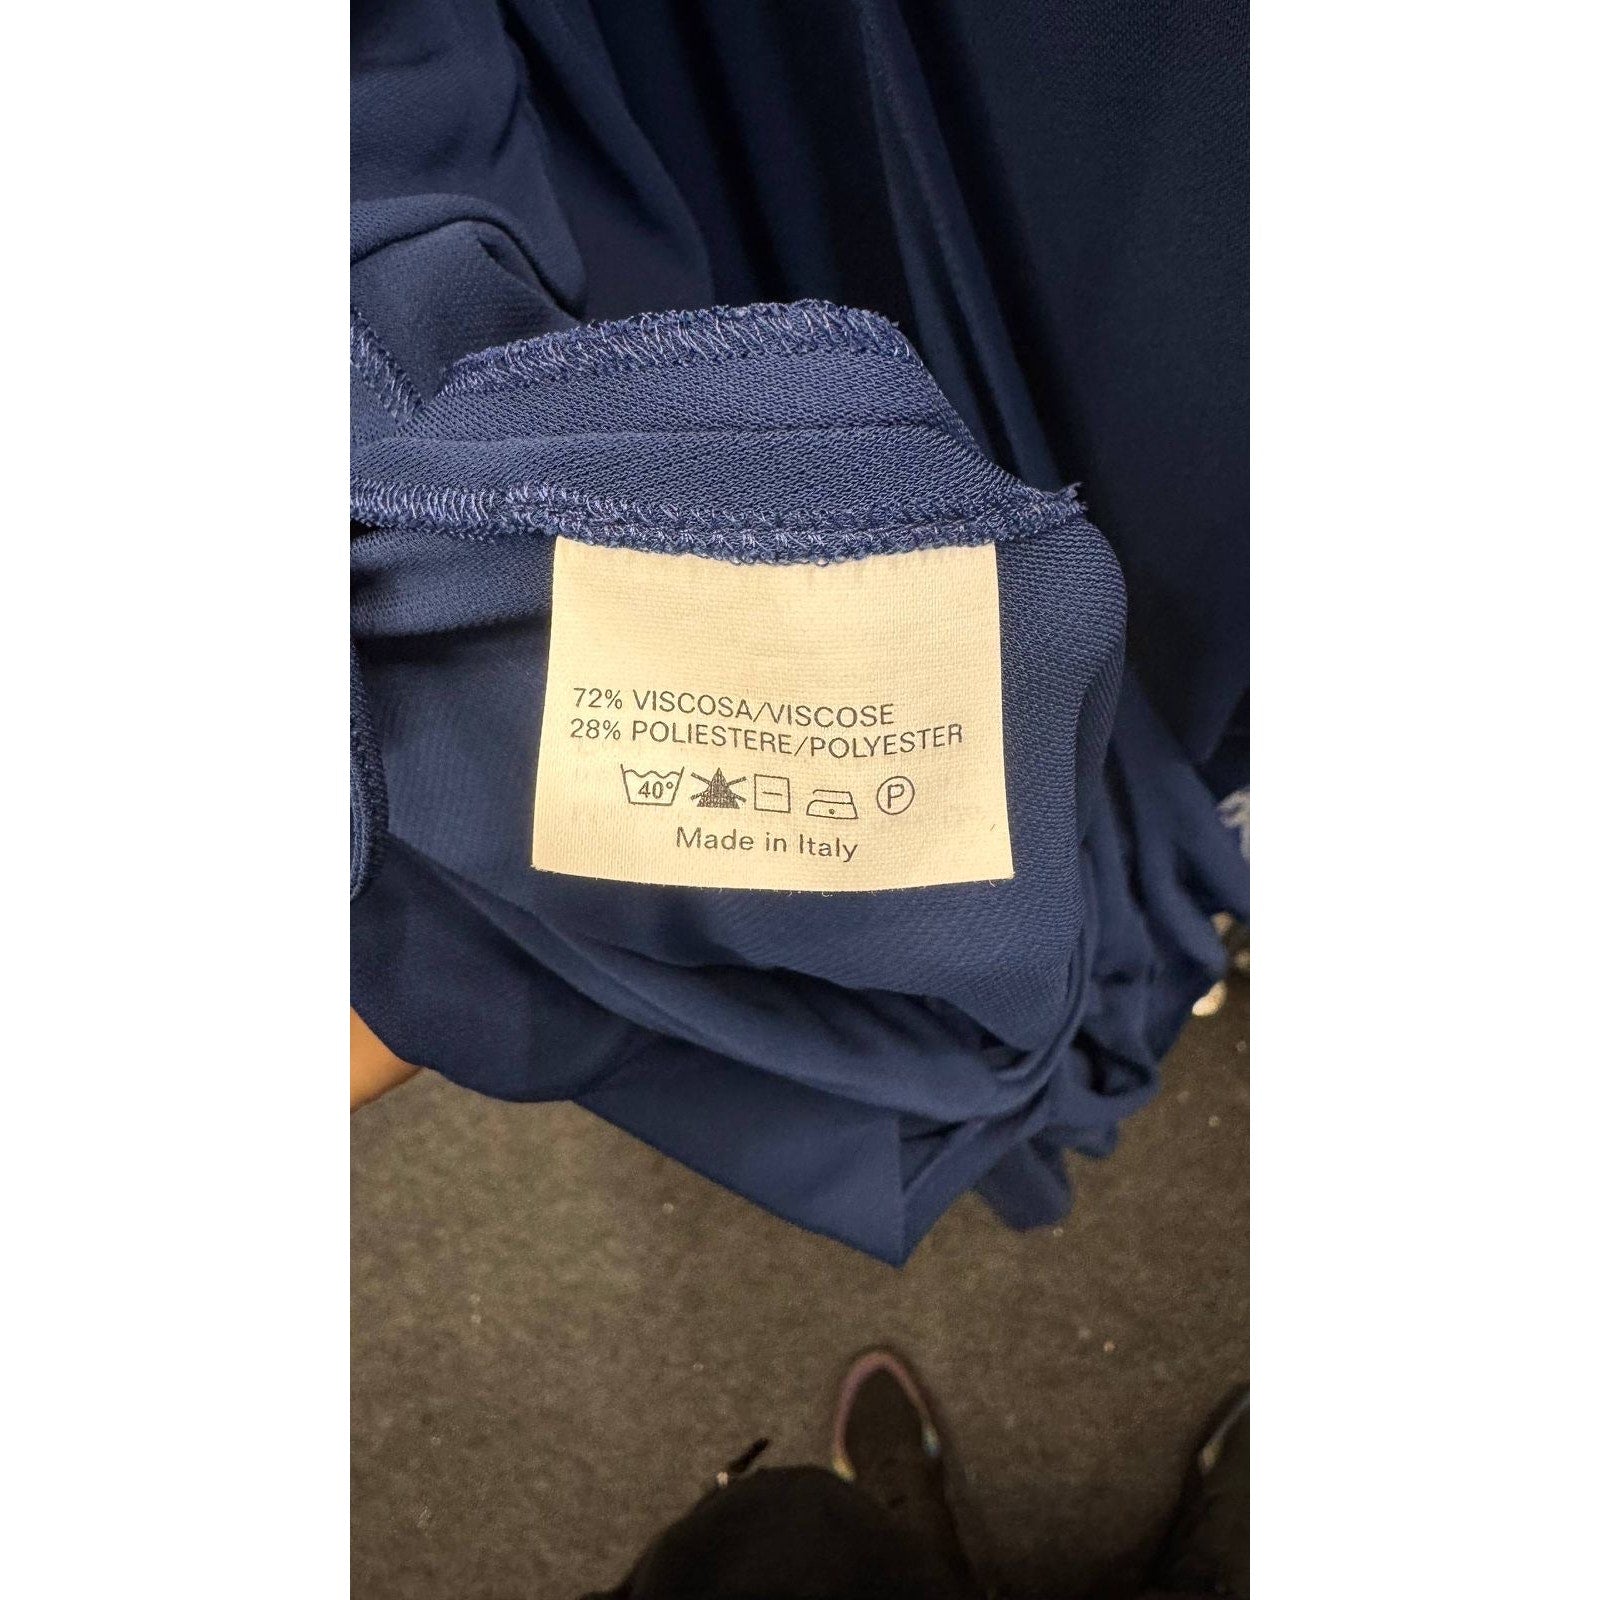 72% VISCOSA/VISCOSE
28% POLIESTERE/POLYESTER
40° P
Made in Italy